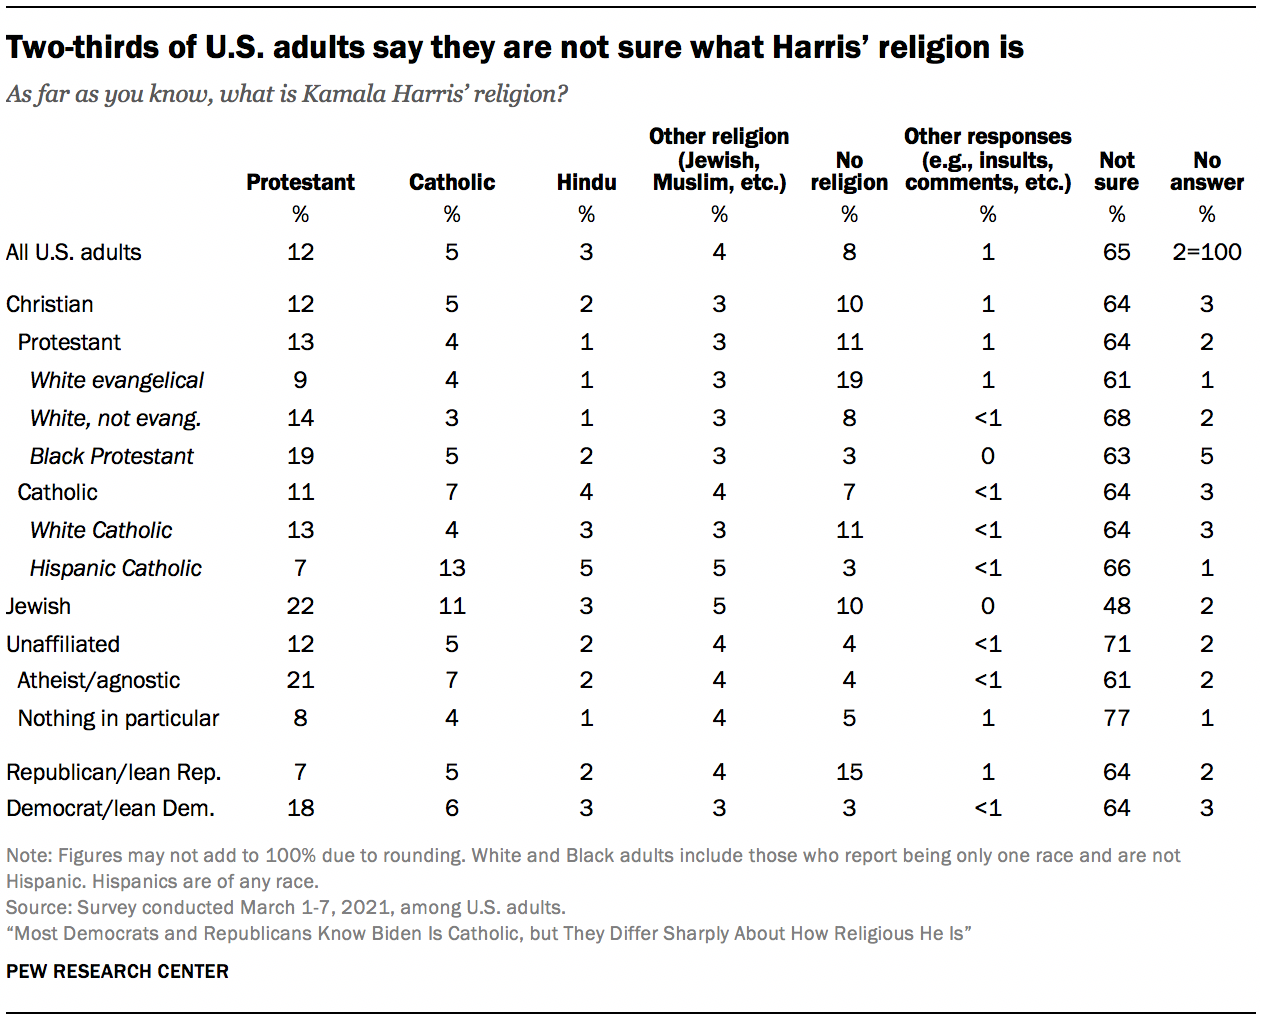 Two-thirds of U.S. adults say they are not sure what Harris’ religion is
As far as you know, what is Kamala Harris’ religion?
Protestant Catholic Hindu Other religion (Jewish, Muslim, etc.) No religion Other responses (e.g., insults, comments, etc.) Not sure No answer
% % % % % % % %
All U.S. adults 12 5 3 4 8 1 65 2=100
Christian 12 5 2 3 10 1 64 3
Protestant 13 4 1 3 11 1 64 2
White evangelical 9 4 1 3 19 1 61 1
White, not evang. 14 3 1 3 8 <1 68 2
Black Protestant 19 5 2 3 3 0 63 5
Catholic 11 7 4 4 7 <1 64 3
White Catholic 13 4 3 3 11 <1 64 3
Hispanic Catholic 7 13 5 5 3 <1 66 1
Jewish 22 11 3 5 10 0 48 2
Unaffiliated 12 5 2 4 4 <1 71 2
Atheist/agnostic 21 7 2 4 4 <1 61 2
Nothing in particular 8 4 1 4 5 1 77 1
Republican/lean Rep. 7 5 2 4 15 1 64 2
Democrat/lean Dem. 18 6 3 3 3 <1 64 3
Note: Figures may not add to 100% due to rounding. White and Black adults include those who report being only one race and are not
Hispanic. Hispanics are of any race.
Source: Survey conducted March 1-7, 2021, among U.S. adults.
“Most Democrats and Republicans Know Biden Is Catholic, but They Differ Sharply About How Religious He Is”
PEW RESEARCH CENTER